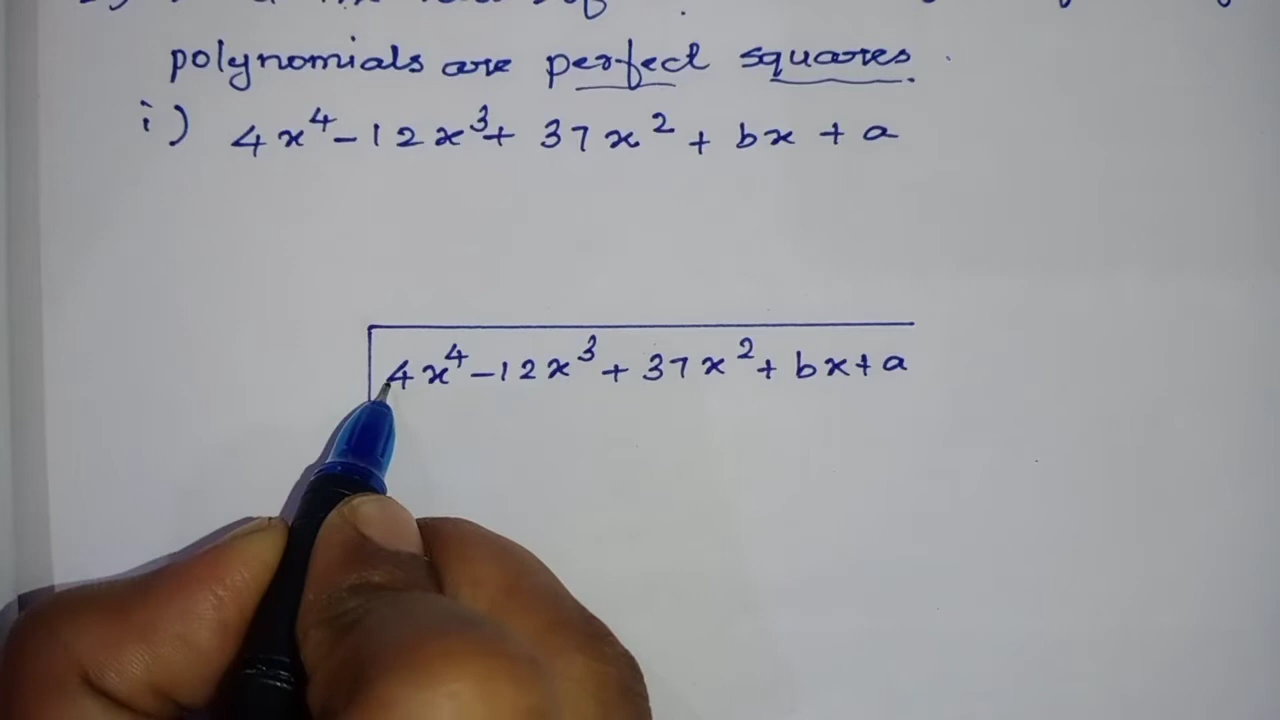 polynomials are perfect squares.
i) 4x⁴ - 12x³ + 37x² + bx + a
4x⁴ - 12x³ + 37x² + bx + a